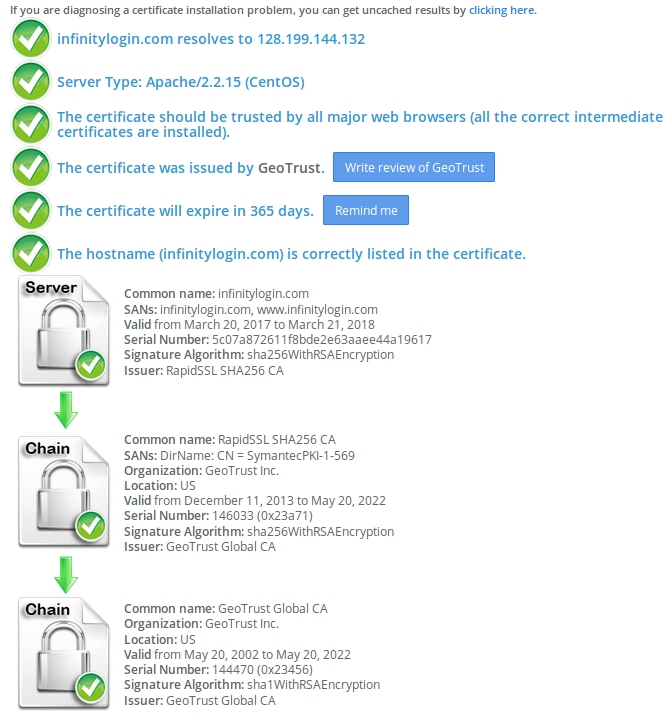 If you are diagnosing a certificate installation problem, you can get uncached results by clicking here.
infinitylogin.com resolves to 128.199.144.132
Server Type: Apache/2.2.15 (CentOS)
The certificate should be trusted by all major web browsers (all the correct intermediate
certificates are installed).
The certificate was issued by GeoTrust. Write review of GeoTrust
The certificate will expire in 365 days. Remind me
The hostname (infinitylogin.com) is correctly listed in the certificate.
Server
Common name: infinitylogin.com
SANs: infinitylogin.com, www.infinitylogin.com
Valid from March 20, 2017 to March 21, 2018
Serial Number: 5c07a872611f8bde2e63aaee44a19617
Signature Algorithm: sha256WithRSAEncryption
Issuer: RapidSSL SHA256 CA
Chain
Common name: RapidSSL SHA256 CA
SANs: DirName: CN = SymantecPKI-1-569
Organization: GeoTrust Inc.
Location: US
Valid from December 11, 2013 to May 20, 2022
Serial Number: 146033 (0x23a71)
Signature Algorithm: sha256WithRSAEncryption
Issuer: GeoTrust Global CA
Chain
Common name: GeoTrust Global CA
Organization: GeoTrust Inc.
Location: US
Valid from May 20, 2002 to May 20, 2022
Serial Number: 144470 (0x23456)
Signature Algorithm: sha1WithRSAEncryption
Issuer: GeoTrust Global CA